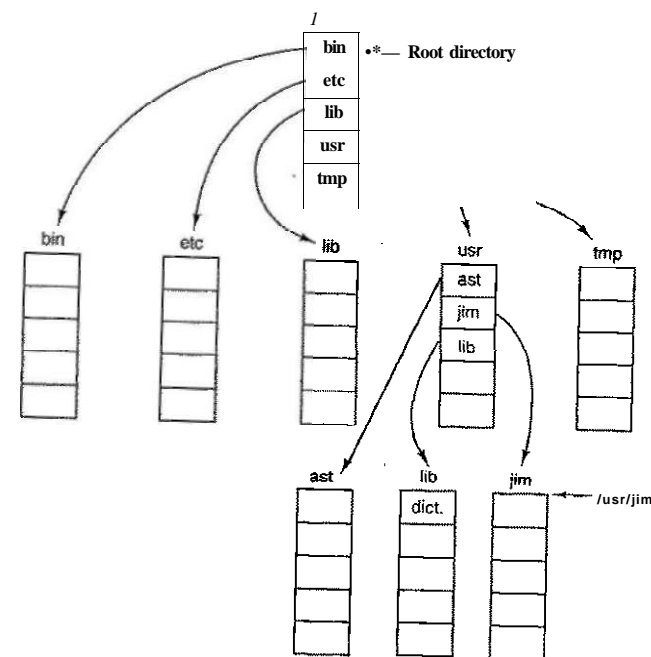 1
bin •*— Root directory
etc
lib
usr
tmp
bin
etc
lib
usr
tmp
ast
jim
lib
ast
lib
jim
dict.
/usr/jim